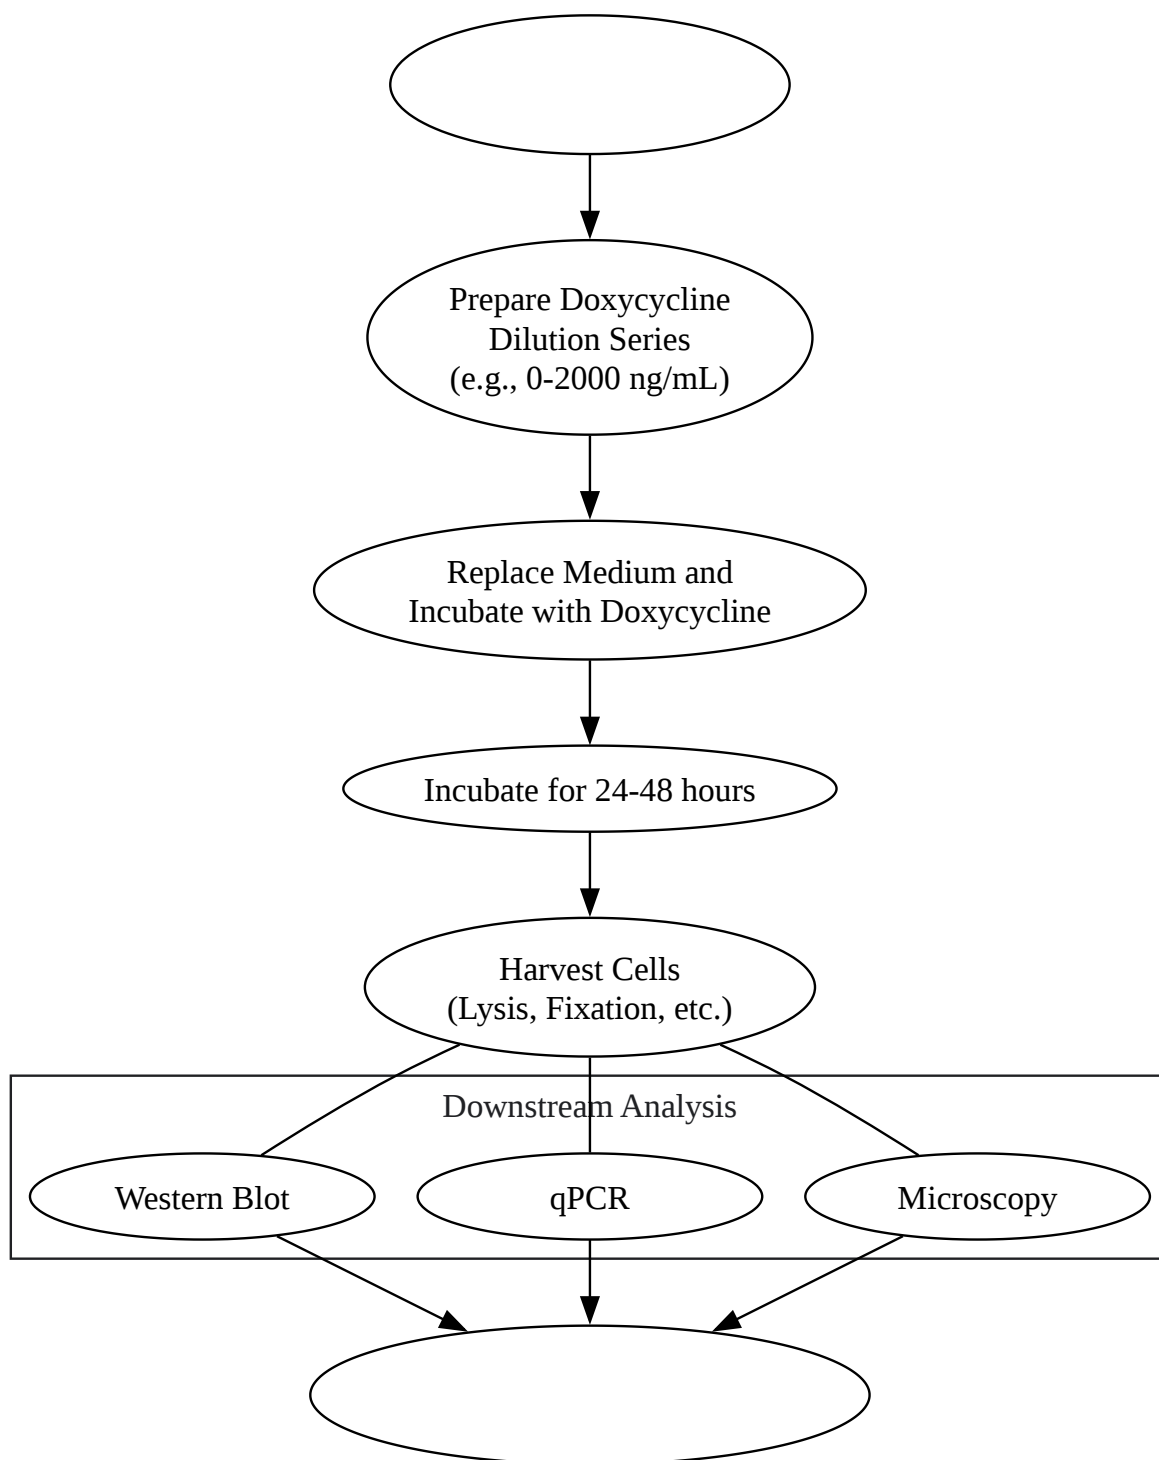 Prepare Doxycycline
Dilution Series
(e.g., 0-2000 ng/mL)
Replace Medium and
Incubate with Doxycycline
Incubate for 24-48 hours
Harvest Cells
(Lysis, Fixation, etc.)
Downstream Analysis
Western Blot
qPCR
Microscopy